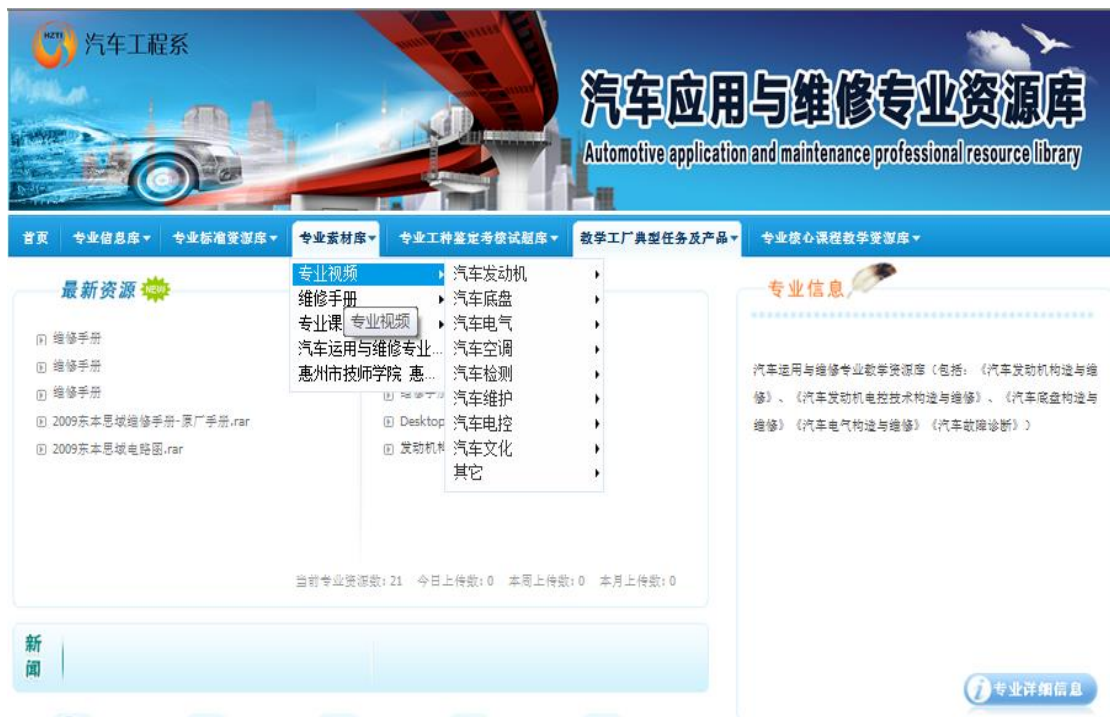 HZTI
汽车工程系
汽车应用与维修专业资源库
Automotive application and maintenance professional resource library
首页 专业信息库 专业标准资源库 专业素材库 专业工种鉴定考核试题库 教学工厂典型任务及产品 专业核心课程教学资源库
专业视频
维修手册
专业课
专业视频
汽车运用与维修专业...
惠州市技师学院 惠...
汽车发动机
汽车底盘
汽车电气
汽车空调
汽车检测
汽车维护
汽车电控
汽车文化
其它
最新资源 NEW
维修手册
维修手册
维修手册
2009东本思域维修手册-原厂手册.rar
2009东本思域电路图.rar
Desktop
发动机构
当前专业资源数: 21 今日上传数: 0 本周上传数: 0 本月上传数: 0
专业信息
汽车运用与维修专业教学资源库（包括：《汽车发动机构造与维
修》、《汽车发动机电控技术构造与维修》、《汽车底盘构造与
维修》《汽车电气构造与维修》《汽车故障诊断》）
新
闻
专业详细信息